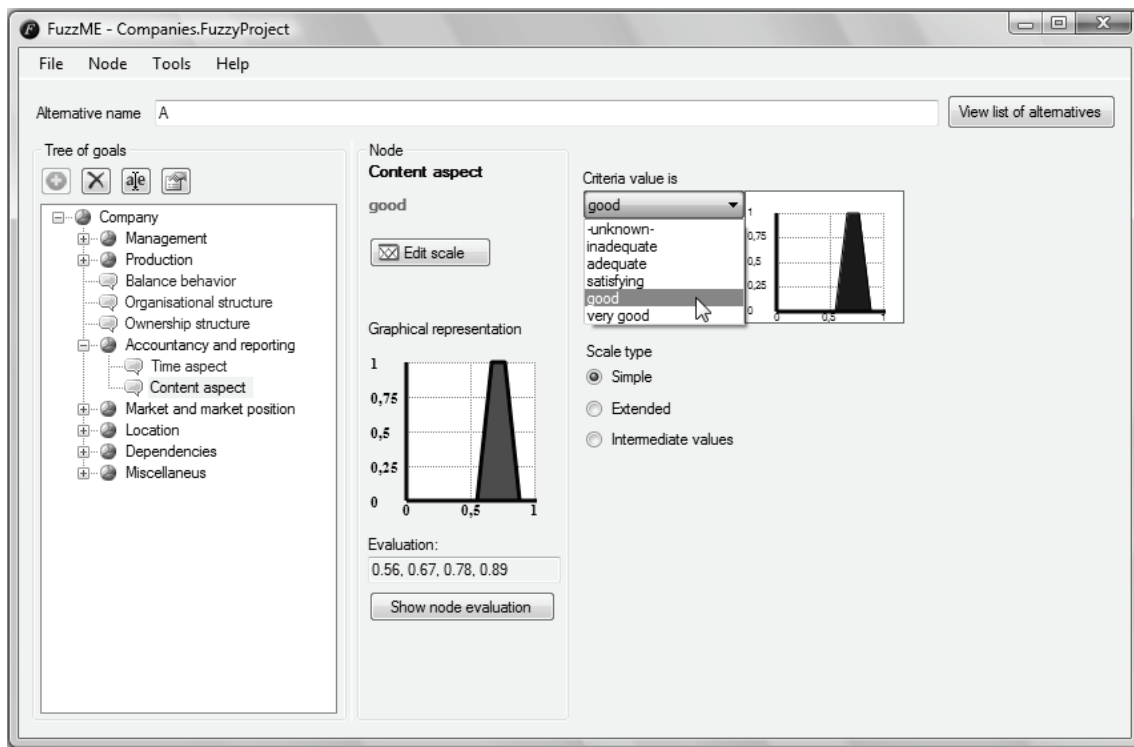 FuzzME - Companies.FuzzyProject
File Node Tools Help
Alternative name A
View list of alternatives
Tree of goals
aĮe
Company
Management
Production
Balance behavior
Organisational structure
Ownership structure
Accountancy and reporting
Time aspect
Content aspect
Market and market position
Location
Dependencies
Miscellaneus
Node
Content aspect
good
Edit scale
Graphical representation
1
0,75
0,5
0,25
0
0 0,5 1
Evaluation:
0.56, 0.67, 0.78, 0.89
Show node evaluation
Criteria value is
good
-unknown-
inadequate
adequate
satisfying
good
very good
1
0,75
0,5
0,25
0
0 0,5 1
Scale type
Simple
Extended
Intermediate values